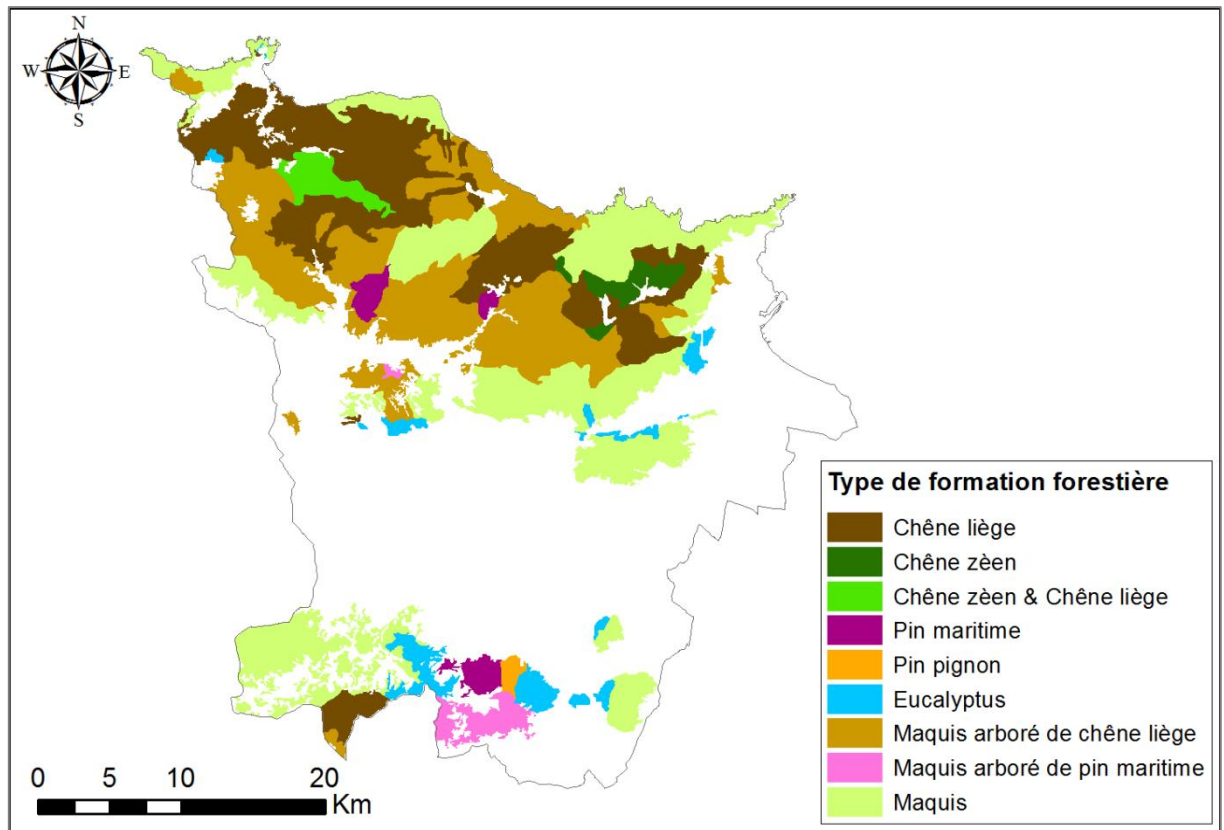 N
W E
S
Type de formation forestière
Chêne liège
Chêne zèen
Chêne zèen & Chêne liège
Pin maritime
Pin pignon
Eucalyptus
Maquis arboré de chêne liège
Maquis arboré de pin maritime
Maquis
0 5 10 20
Km